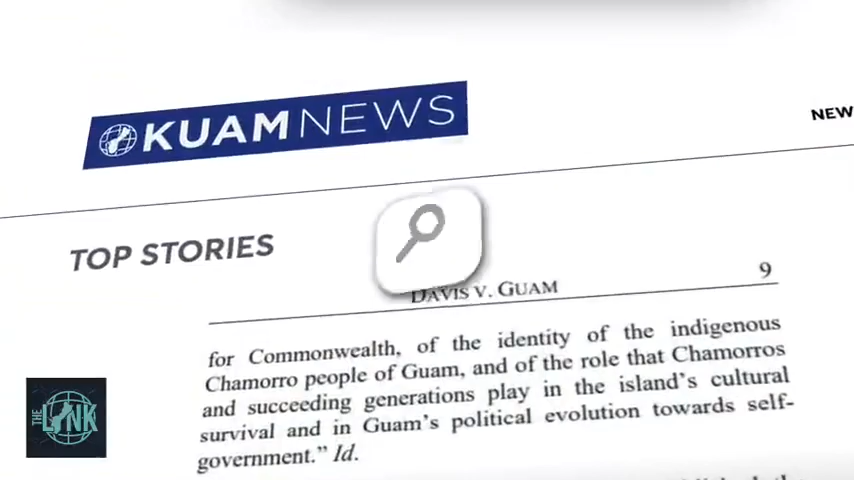 KUAMNEWS
NEW
TOP STORIES
DAVIS V. GUAM
9
for Commonwealth, of the identity of the indigenous
Chamorro people of Guam, and of the role that Chamorros
and succeeding generations play in the island's cultural
survival and in Guam's political evolution towards self-
government." Id.
THE LINK